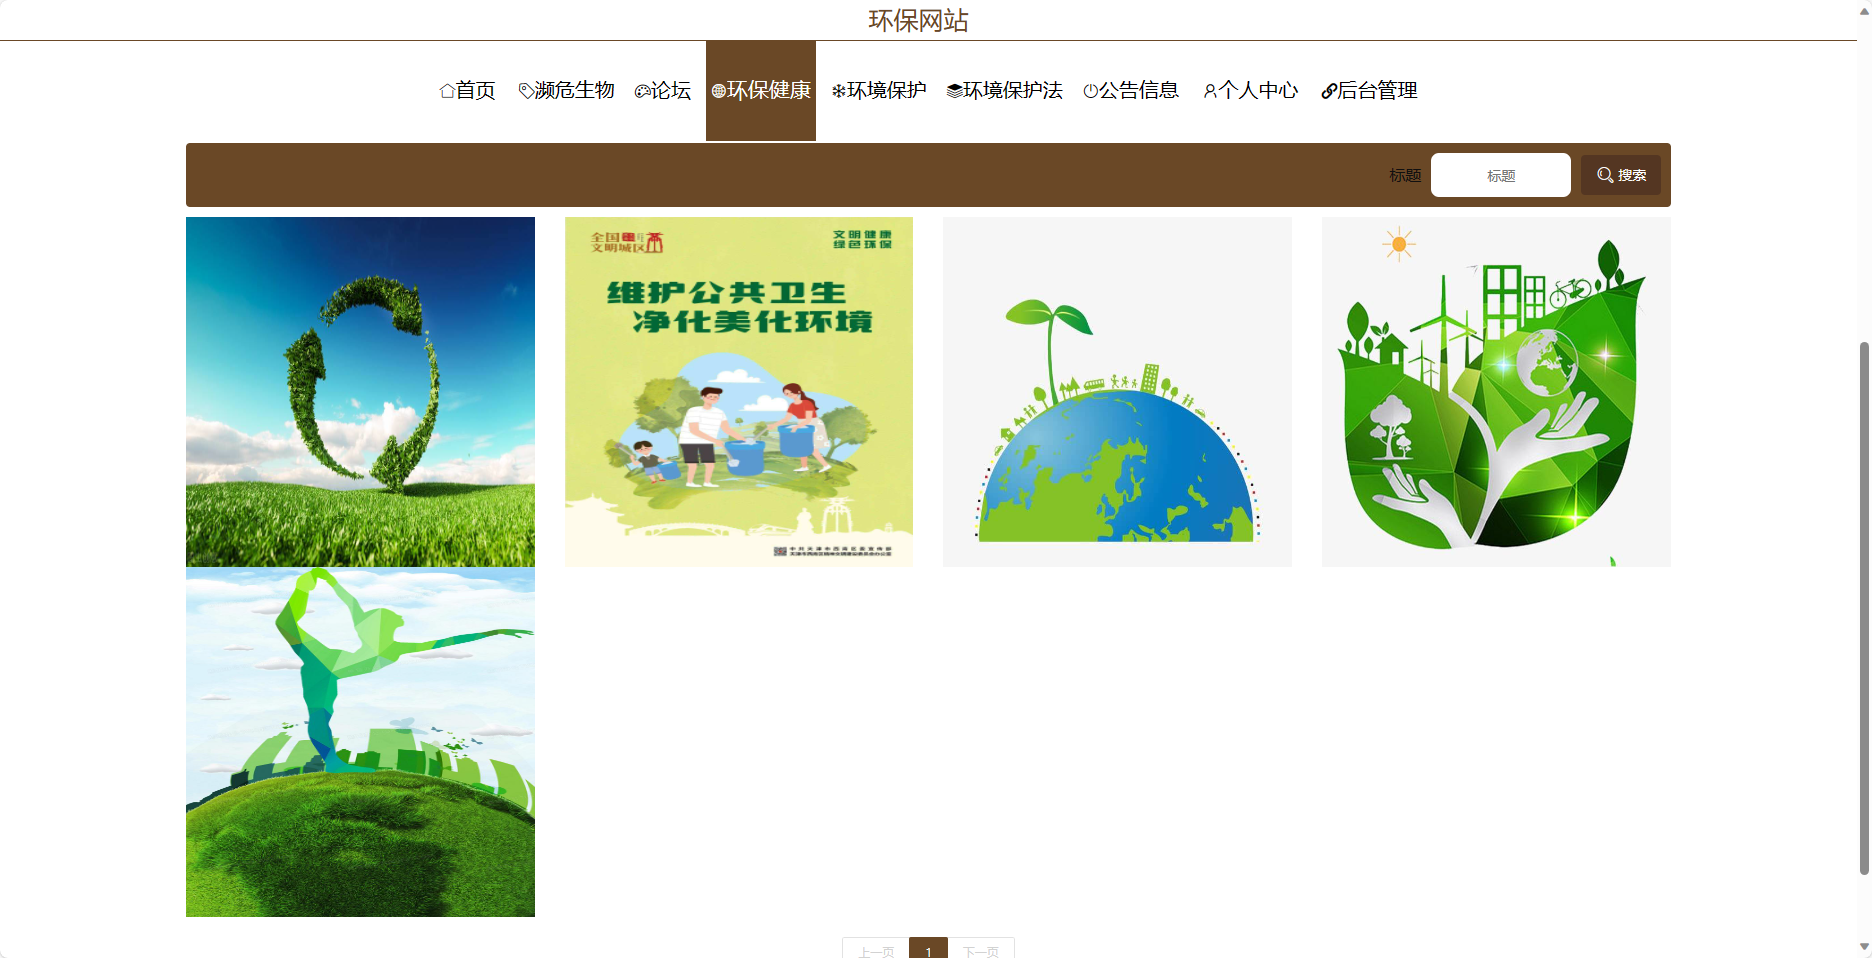 环保网站
首页 濒危生物 论坛 环保健康 环境保护 环境保护法 公告信息 个人中心 后台管理
标题 标题 搜索
全国
文明城区
文明健康
绿色环保
维护公共卫生
净化美化环境
上一页 1 下一页